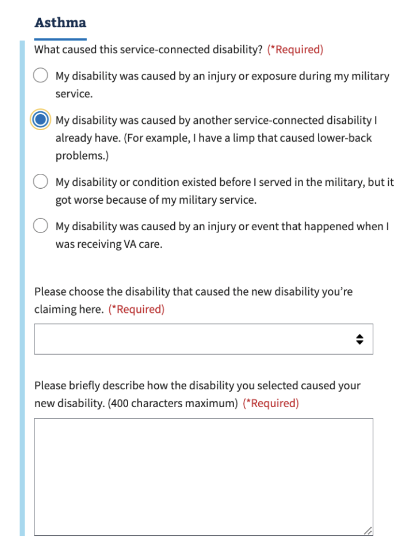 Asthma
What caused this service-connected disability? (*Required)
My disability was caused by an injury or exposure during my military
service.
My disability was caused by another service-connected disability I
already have. (For example, I have a limp that caused lower-back
problems.)
My disability or condition existed before I served in the military, but it
got worse because of my military service.
My disability was caused by an injury or event that happened when I
was receiving VA care.
Please choose the disability that caused the new disability you’re
claiming here. (*Required)
Please briefly describe how the disability you selected caused your
new disability. (400 characters maximum) (*Required)